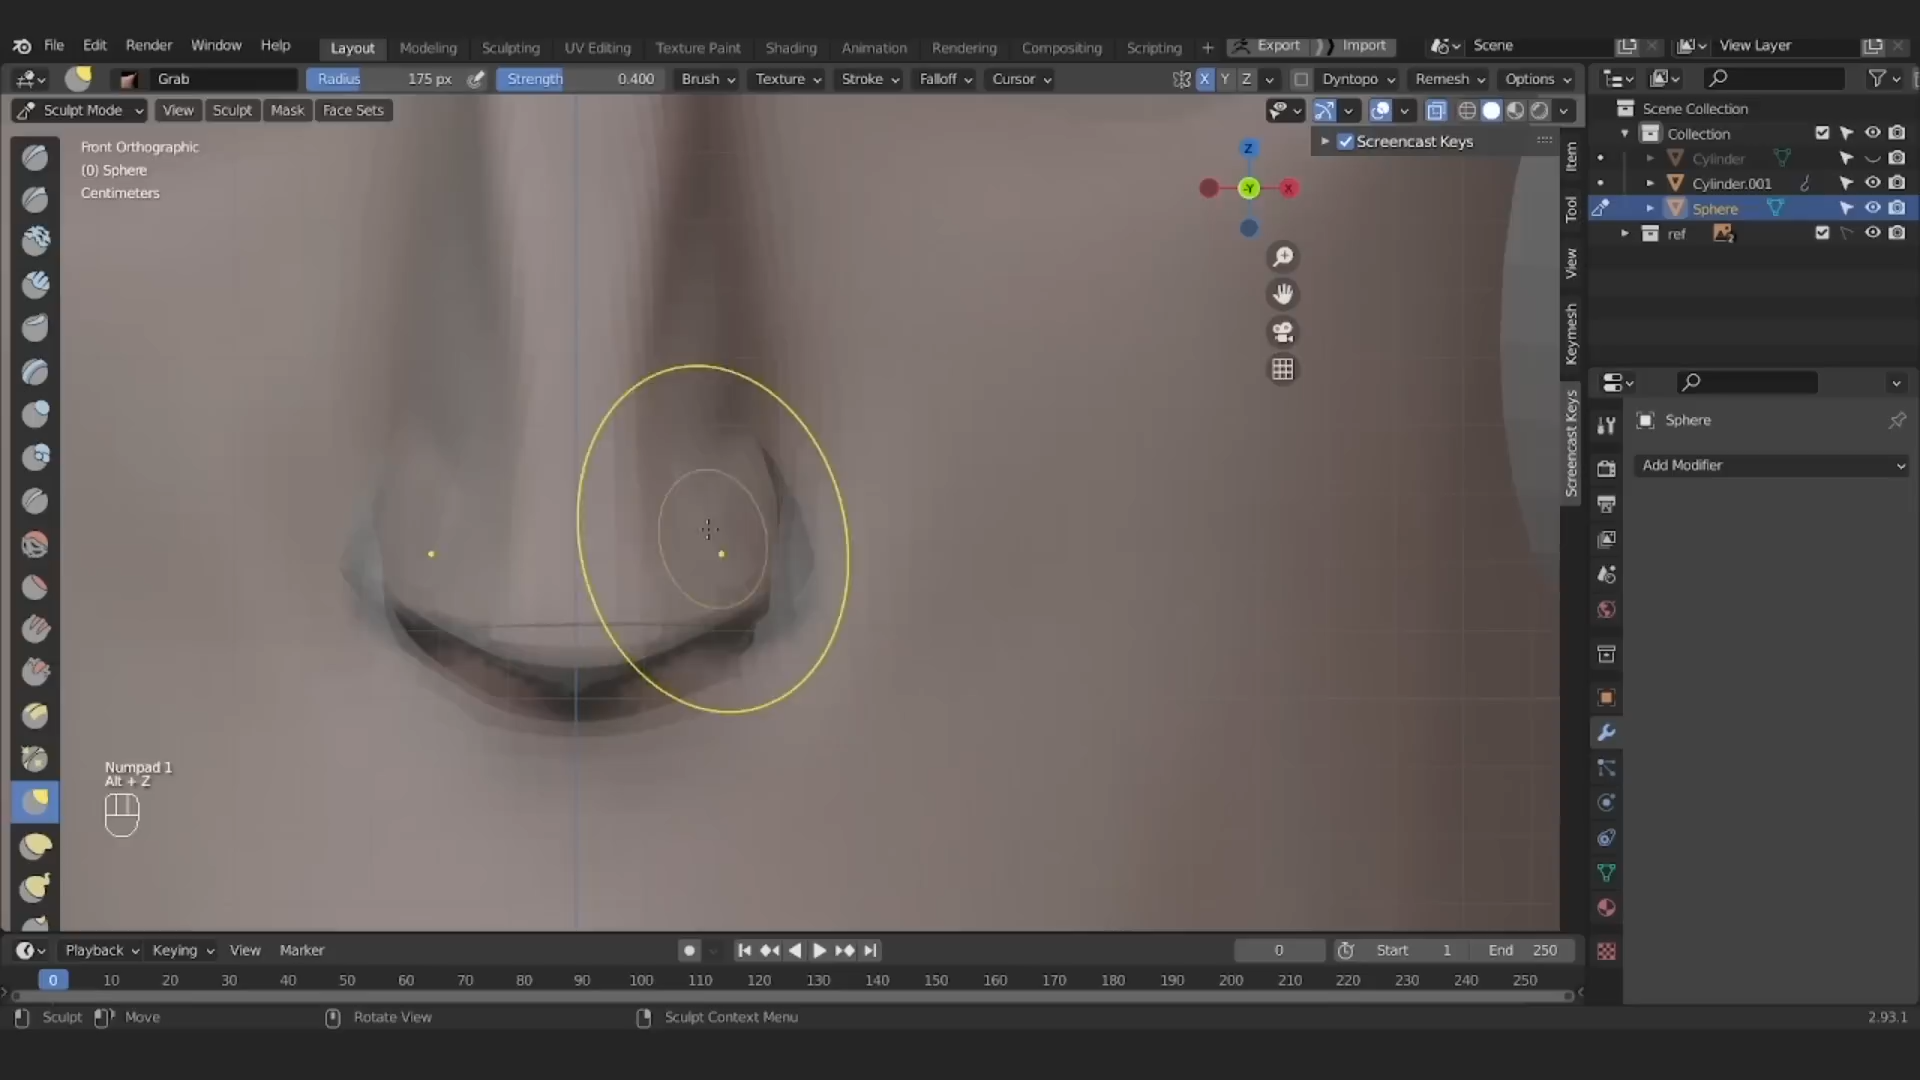 File Edit Render Window Help Layout Modeling Sculpting UV Editing Texture Paint Shading Animation Rendering Compositing Scripting + Export Import Scene View Layer
Grab Radius 175 px Strength 0.400 Brush Texture Stroke Falloff Cursor X Y Z Dyntopo Remesh Options
Sculpt Mode View Sculpt Mask Face Sets
Front Orthographic
(0) Sphere
Centimeters
Screencast Keys
Z
-Y
X
Item
Tool
View
Keymesh
Screencast Keys
Scene Collection
Collection
Cylinder
Cylinder.001
Sphere
ref 2
Sphere
Add Modifier
Numpad 1
Alt + Z
Playback Keying View Marker 0 Start 1 End 250
0 10 20 30 40 50 60 70 80 90 100 110 120 130 140 150 160 170 180 190 200 210 220 230 240 250
Sculpt Move Rotate View Sculpt Context Menu 2.93.1